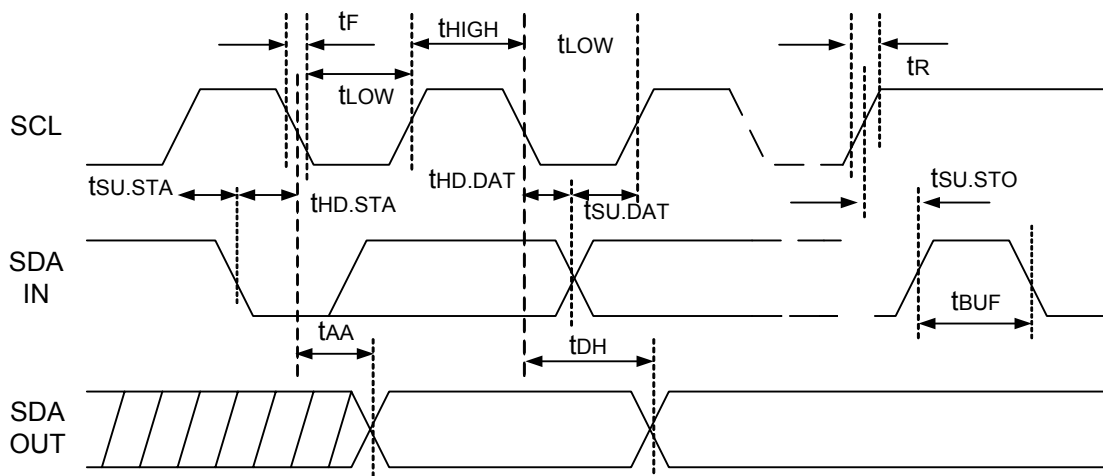 tF
tHIGH
tLOW
tR
tLOW
SCL
tSU.STA
tHD.STA
tHD.DAT
tSU.DAT
tSU.STO
SDA
IN
tBUF
tAA
tDH
SDA
OUT